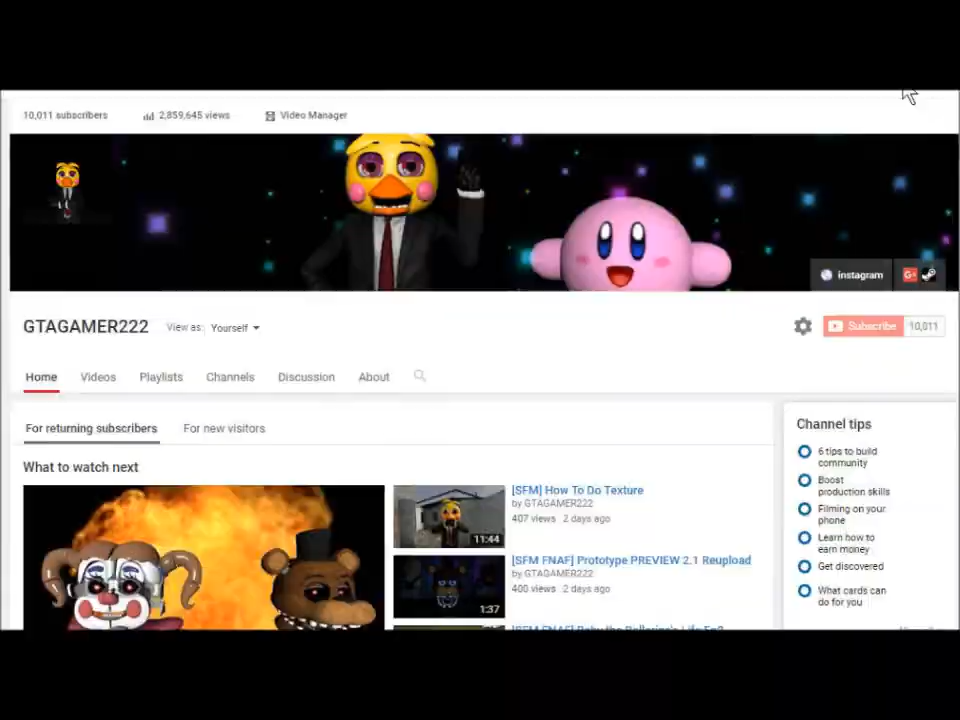 10,011 subscribers
2,859,645 views
Video Manager
instagram
G+
GTAGAMER222
View as: Yourself
Subscribe 10,011
Home Videos Playlists Channels Discussion About
For returning subscribers For new visitors
What to watch next
[SFM] How To Do Texture
by GTAGAMER222
407 views 2 days ago
11:44
[SFM FNAF] Prototype PREVIEW 2.1 Reupload
by GTAGAMER222
400 views 2 days ago
1:37
Channel tips
6 tips to build
community
Boost
production skills
Filming on your
phone
Learn how to
earn money
Get discovered
What cards can
do for you